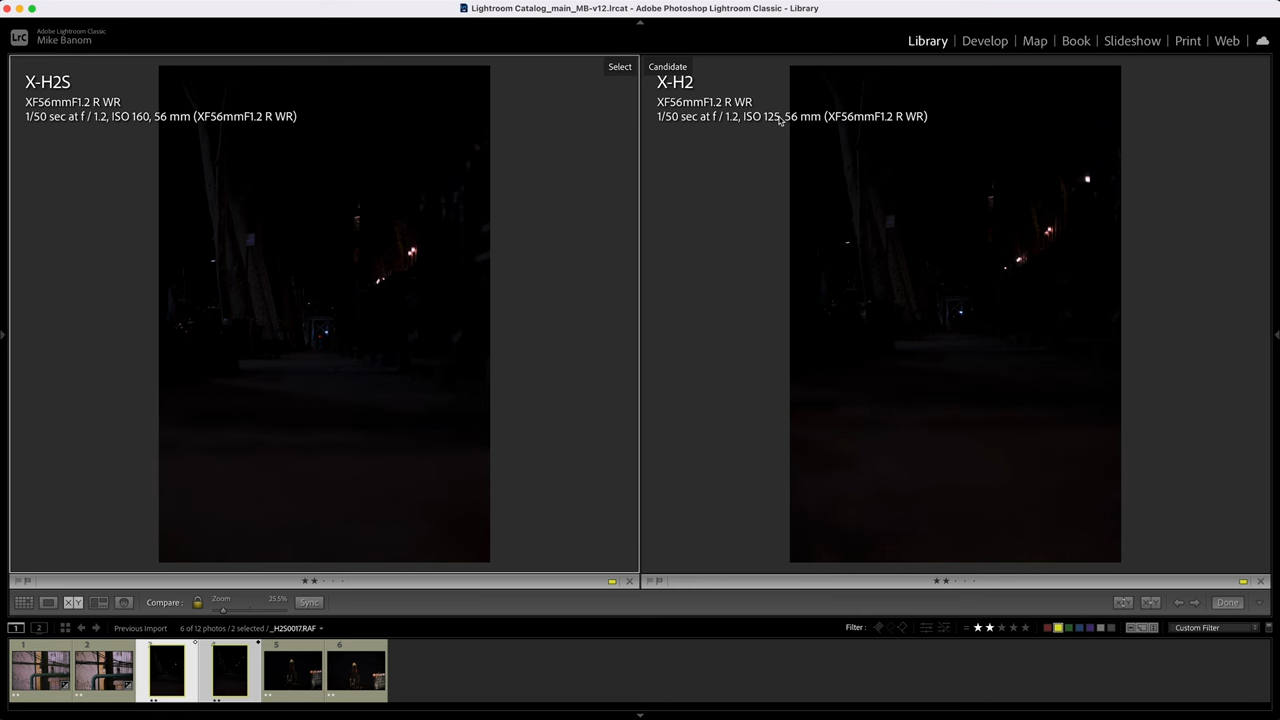 Lightroom Catalog_main_MB-v12.lrcat - Adobe Photoshop Lightroom Classic - Library
LrC
Adobe Lightroom Classic
Mike Banom
Library | Develop | Map | Book | Slideshow | Print | Web
Select
Candidate
X-H2S
XF56mmF1.2 R WR
1/50 sec at f / 1.2, ISO 160, 56 mm (XF56mmF1.2 R WR)
X-H2
XF56mmF1.2 R WR
1/50 sec at f / 1.2, ISO 125, 56 mm (XF56mmF1.2 R WR)
XY
Compare :
Zoom
25.5%
Sync
Done
1 2
Previous Import
6 of 12 photos / 2 selected / _H2S0017.RAF
Filter :
Custom Filter
1 2 3 4 5 6